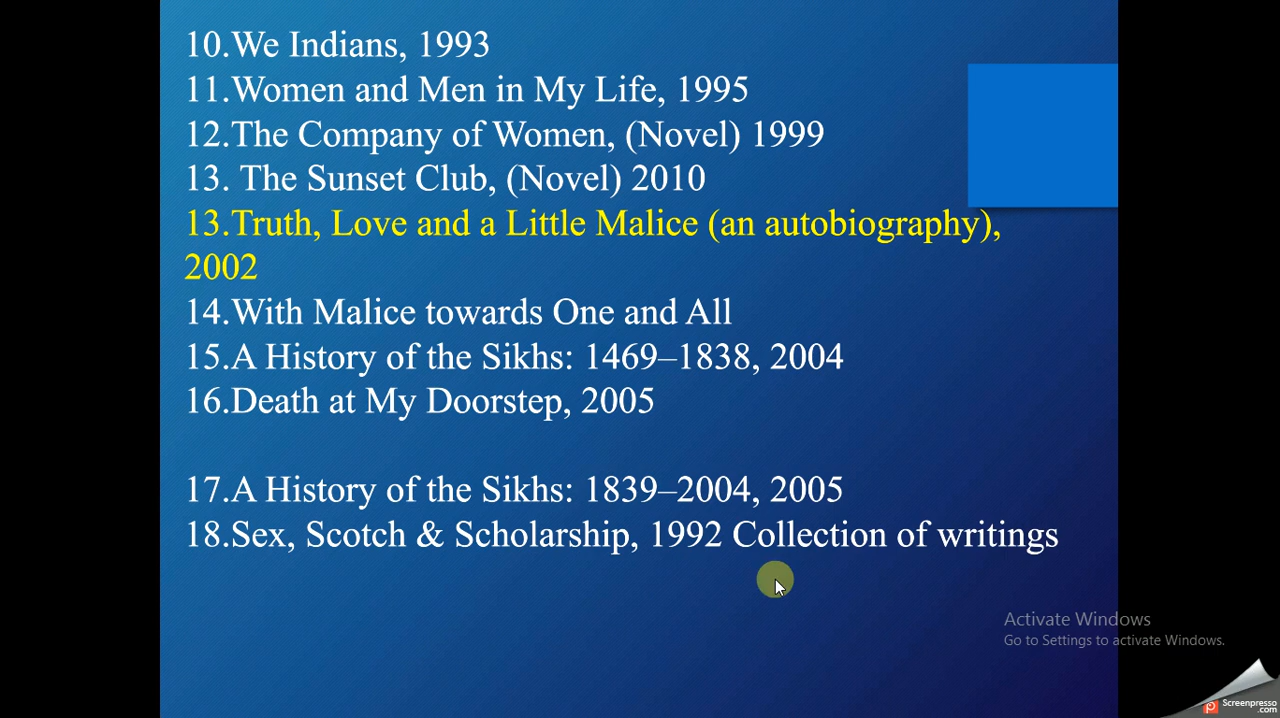 10.We Indians, 1993
11.Women and Men in My Life, 1995
12.The Company of Women, (Novel) 1999
13. The Sunset Club, (Novel) 2010
13.Truth, Love and a Little Malice (an autobiography),
2002
14.With Malice towards One and All
15.A History of the Sikhs: 1469–1838, 2004
16.Death at My Doorstep, 2005
17.A History of the Sikhs: 1839–2004, 2005
18.Sex, Scotch & Scholarship, 1992 Collection of writings
Activate Windows
Go to Settings to activate Windows.
Screenpresso
.com